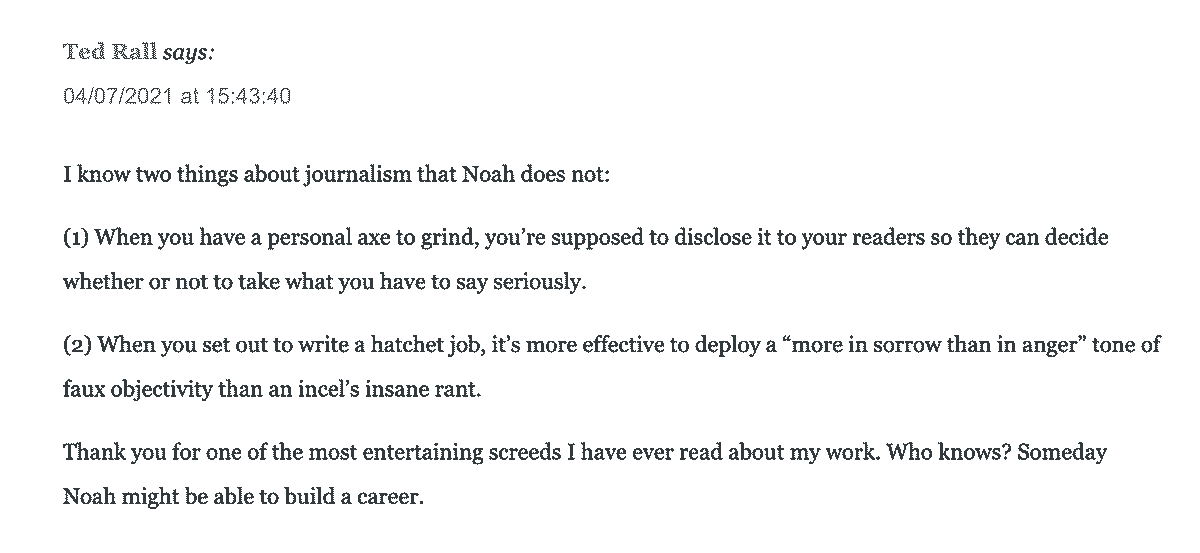 Ted Rall says:
04/07/2021 at 15:43:40
I know two things about journalism that Noah does not:
(1) When you have a personal axe to grind, you’re supposed to disclose it to your readers so they can decide
whether or not to take what you have to say seriously.
(2) When you set out to write a hatchet job, it’s more effective to deploy a “more in sorrow than in anger” tone of
faux objectivity than an incel’s insane rant.
Thank you for one of the most entertaining screeds I have ever read about my work. Who knows? Someday
Noah might be able to build a career.